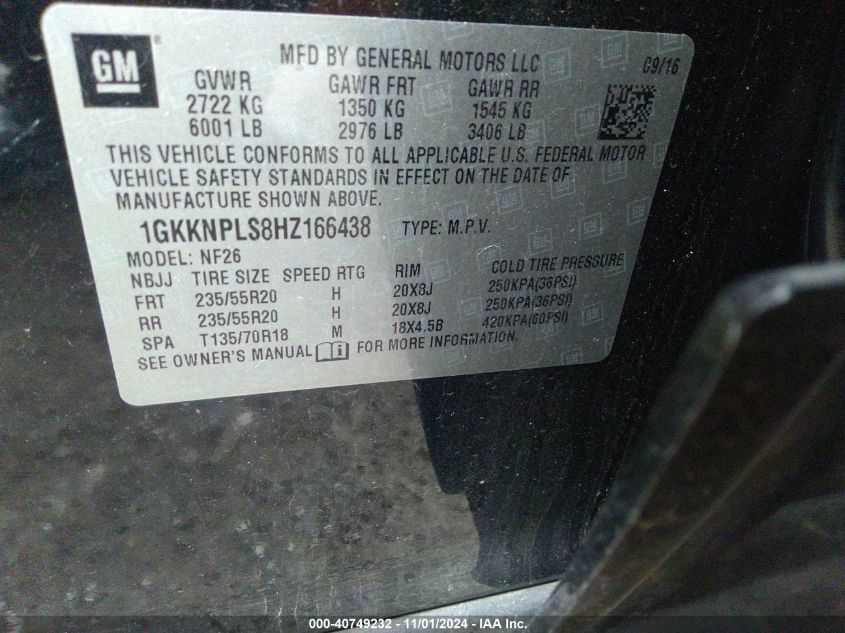 GM
MFD BY GENERAL MOTORS LLC 09/16
GVWR GAWR FRT GAWR RR
2722 KG 1350 KG 1545 KG
6001 LB 2976 LB 3406 LB
THIS VEHICLE CONFORMS TO ALL APPLICABLE U.S. FEDERAL MOTOR
VEHICLE SAFETY STANDARDS IN EFFECT ON THE DATE OF
MANUFACTURE SHOWN ABOVE.
1GKKNPLS8HZ166438 TYPE: M.P.V.
MODEL: NF26
NBJJ TIRE SIZE SPEED RTG RIM COLD TIRE PRESSURE
FRT 235/55R20 H 20X8J 250KPA(36PSI)
RR 235/55R20 H 20X8J 250KPA(36PSI)
SPA T135/70R18 M 18X4.5B 420KPA(60PSI)
SEE OWNER'S MANUAL FOR MORE INFORMATION.
000-40749232 - 11/01/2024 - IAA Inc.